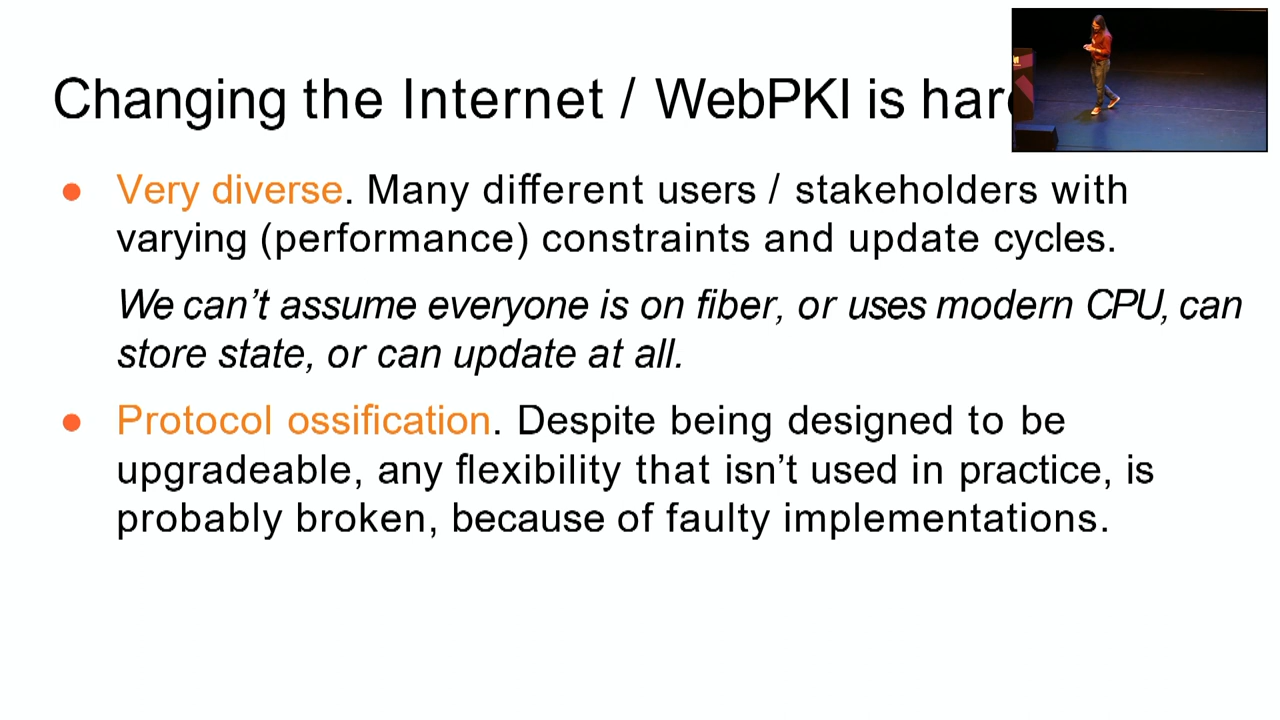 Changing the Internet / WebPKI is har
● Very diverse. Many different users / stakeholders with
varying (performance) constraints and update cycles.
We can’t assume everyone is on fiber, or uses modern CPU, can
store state, or can update at all.
● Protocol ossification. Despite being designed to be
upgradeable, any flexibility that isn’t used in practice, is
probably broken, because of faulty implementations.